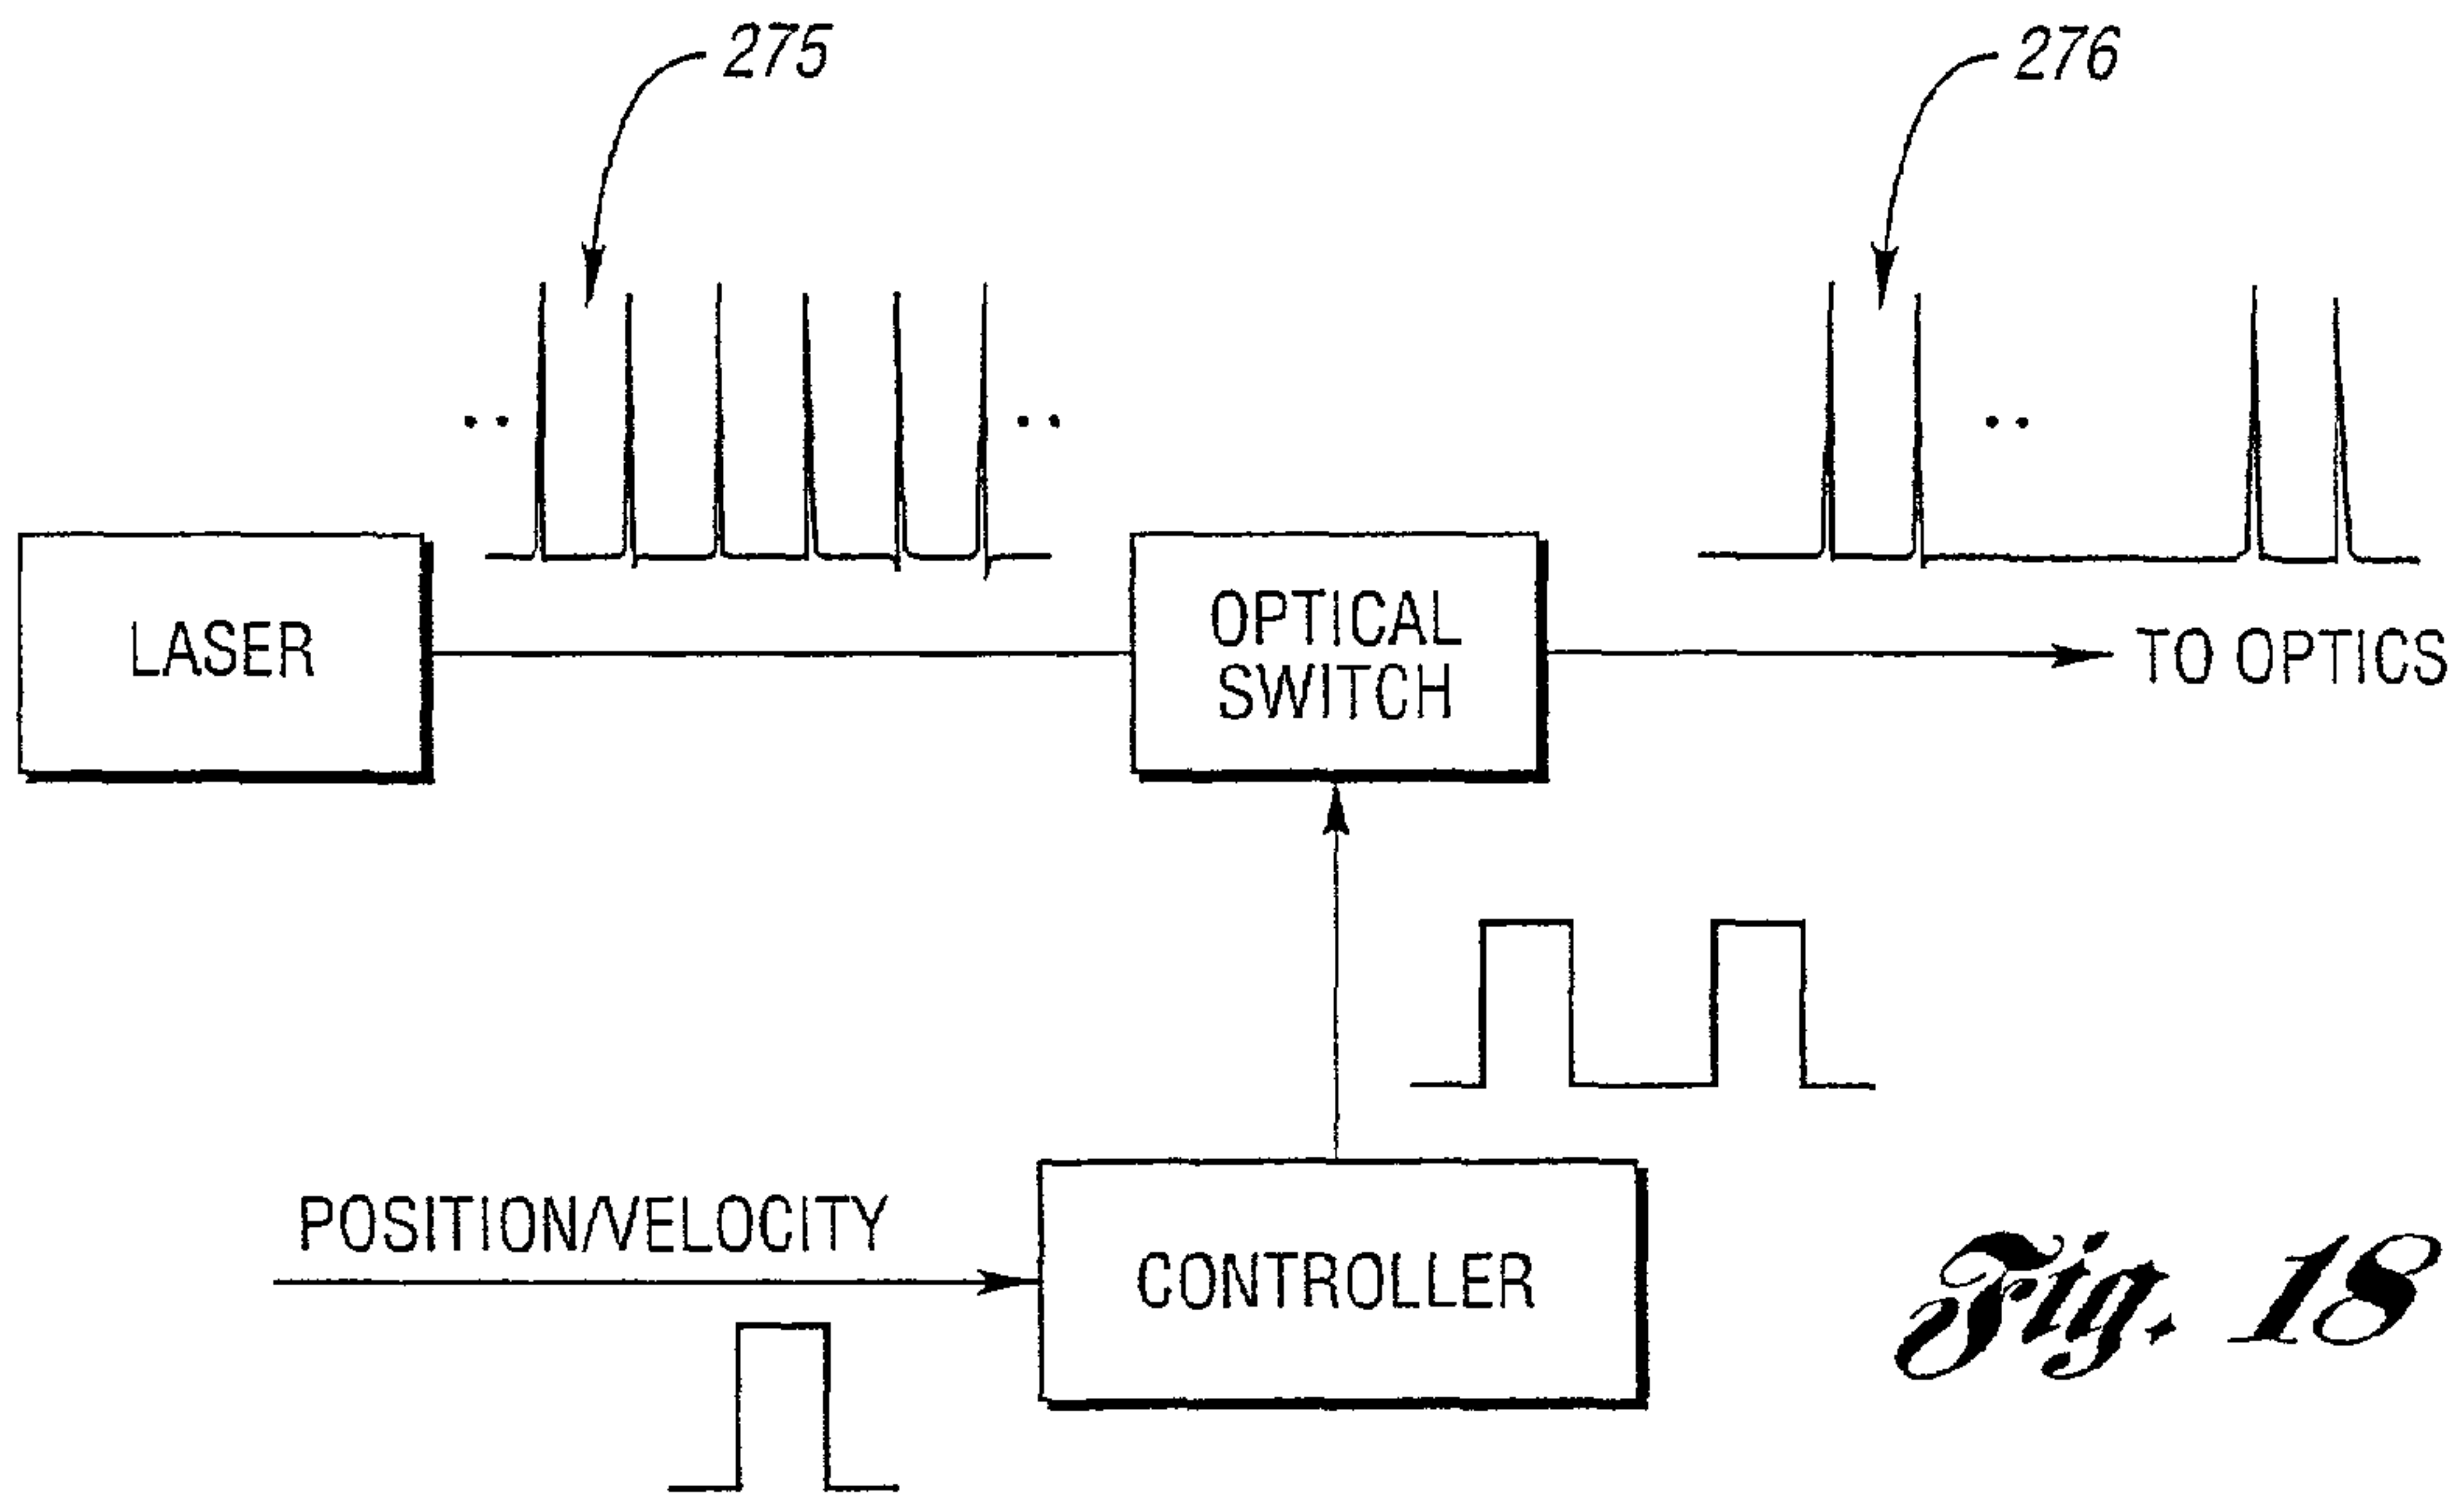 275
276
LASER
OPTICAL
SWITCH
TO OPTICS
POSITION/VELOCITY
CONTROLLER
Fig. 18